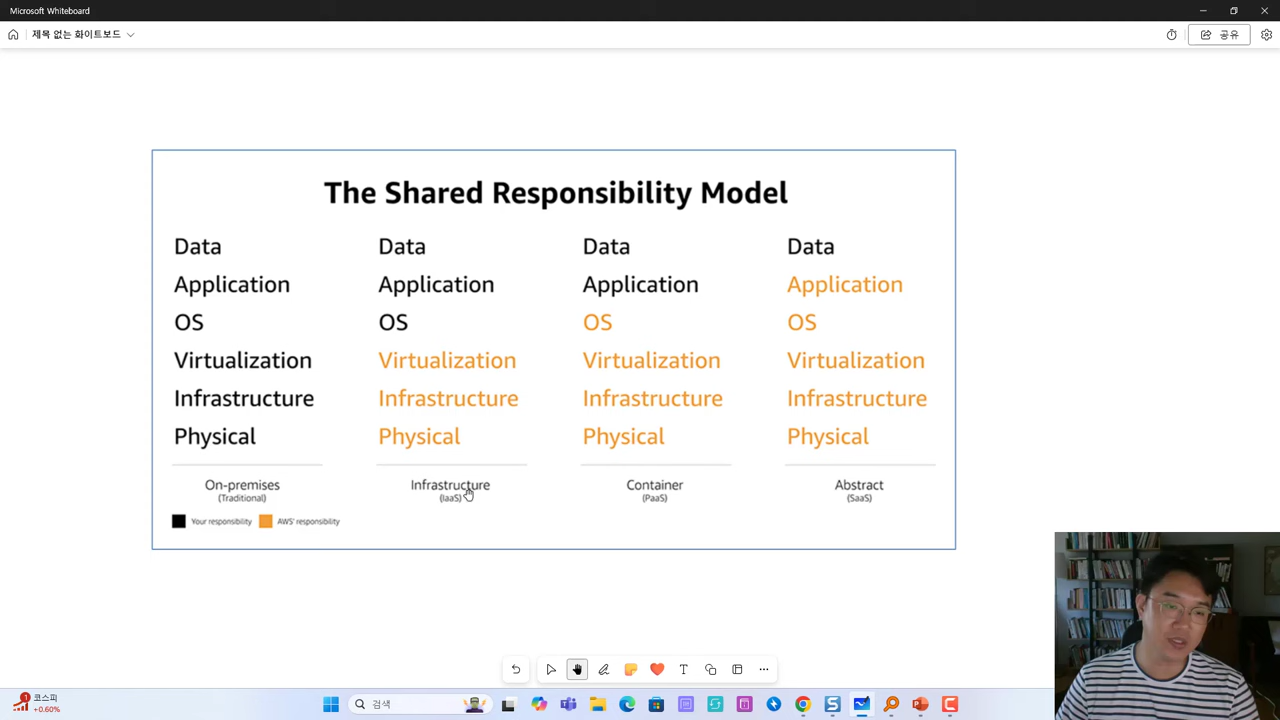 Microsoft Whiteboard
제목 없는 화이트보드
공유
The Shared Responsibility Model
Data Data Data Data
Application Application Application Application
OS OS OS OS
Virtualization Virtualization Virtualization Virtualization
Infrastructure Infrastructure Infrastructure Infrastructure
Physical Physical Physical Physical
On-premises Infrastructure Container Abstract
(Traditional) (IaaS) (PaaS) (SaaS)
Your responsibility AWS' responsibility
코스피
+0.60%
검색